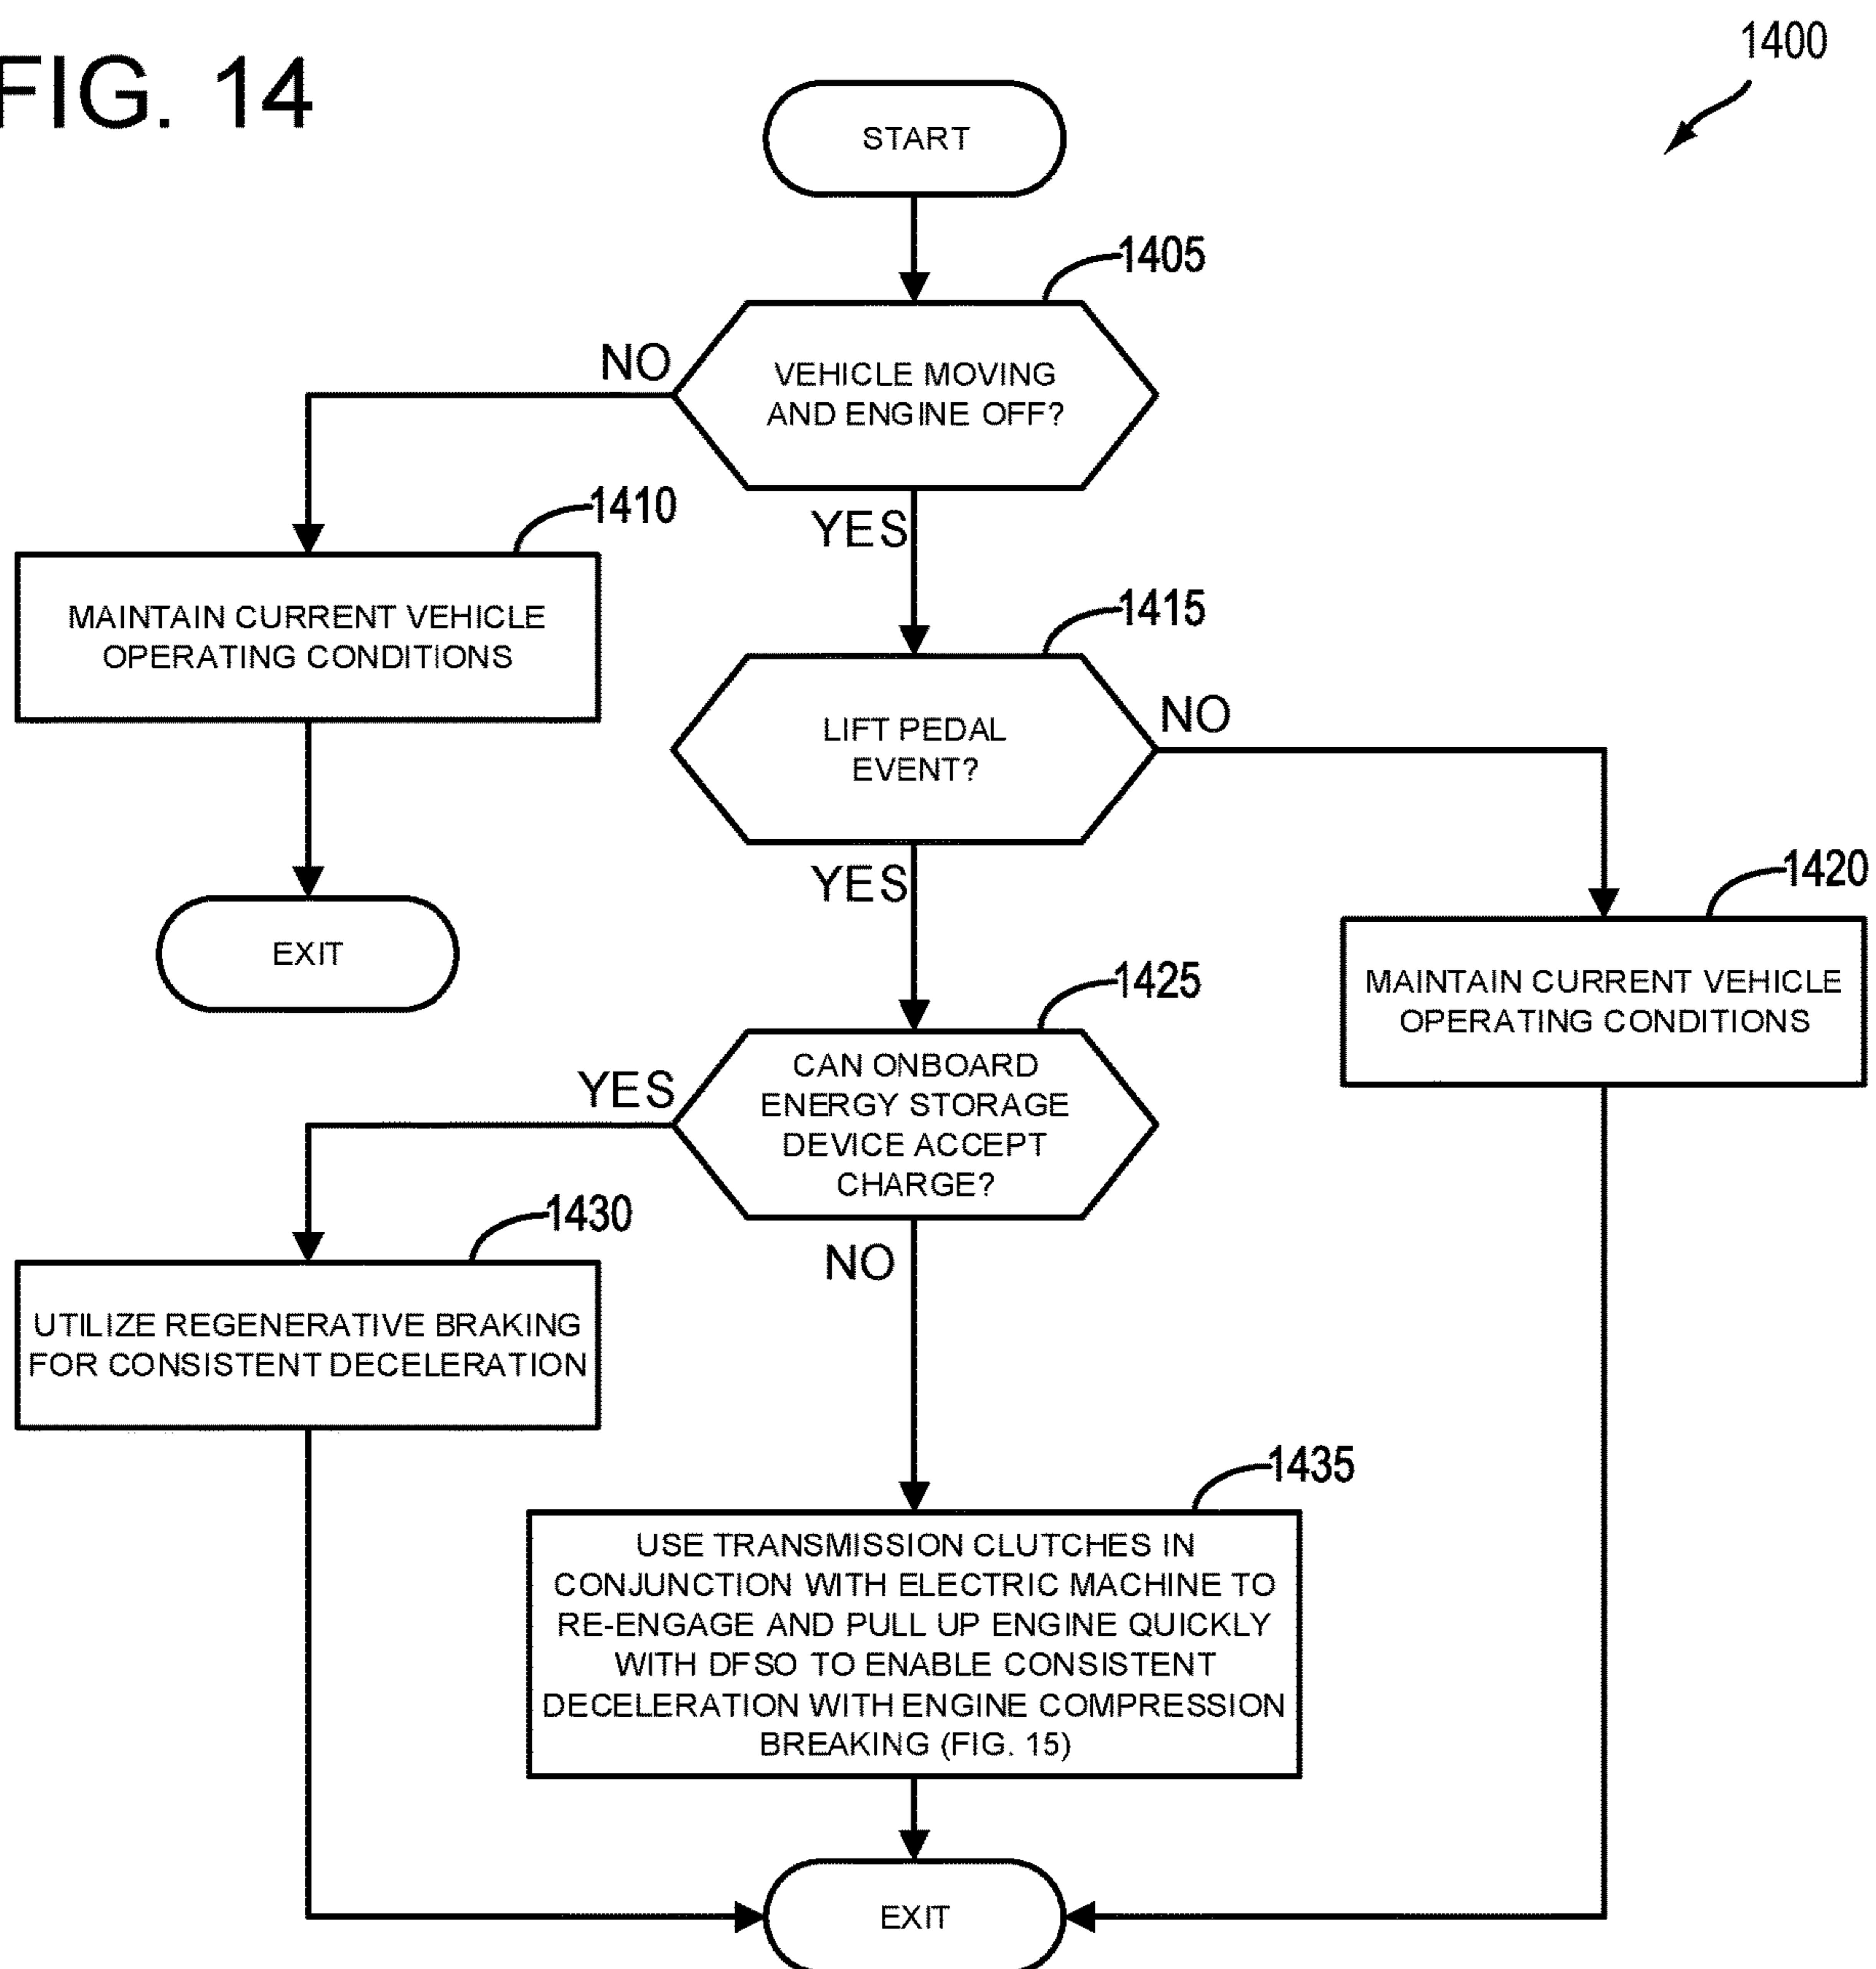 FIG. 14
1400
START
1405
VEHICLE MOVING
AND ENGINE OFF?
NO
YES
1410
MAINTAIN CURRENT VEHICLE
OPERATING CONDITIONS
EXIT
1415
LIFT PEDAL
EVENT?
NO
YES
1420
MAINTAIN CURRENT VEHICLE
OPERATING CONDITIONS
1425
CAN ONBOARD
ENERGY STORAGE
DEVICE ACCEPT
CHARGE?
YES
NO
1430
UTILIZE REGENERATIVE BRAKING
FOR CONSISTENT DECELERATION
1435
USE TRANSMISSION CLUTCHES IN
CONJUNCTION WITH ELECTRIC MACHINE TO
RE-ENGAGE AND PULL UP ENGINE QUICKLY
WITH DFSO TO ENABLE CONSISTENT
DECELERATION WITH ENGINE COMPRESSION
BREAKING (FIG. 15)
EXIT